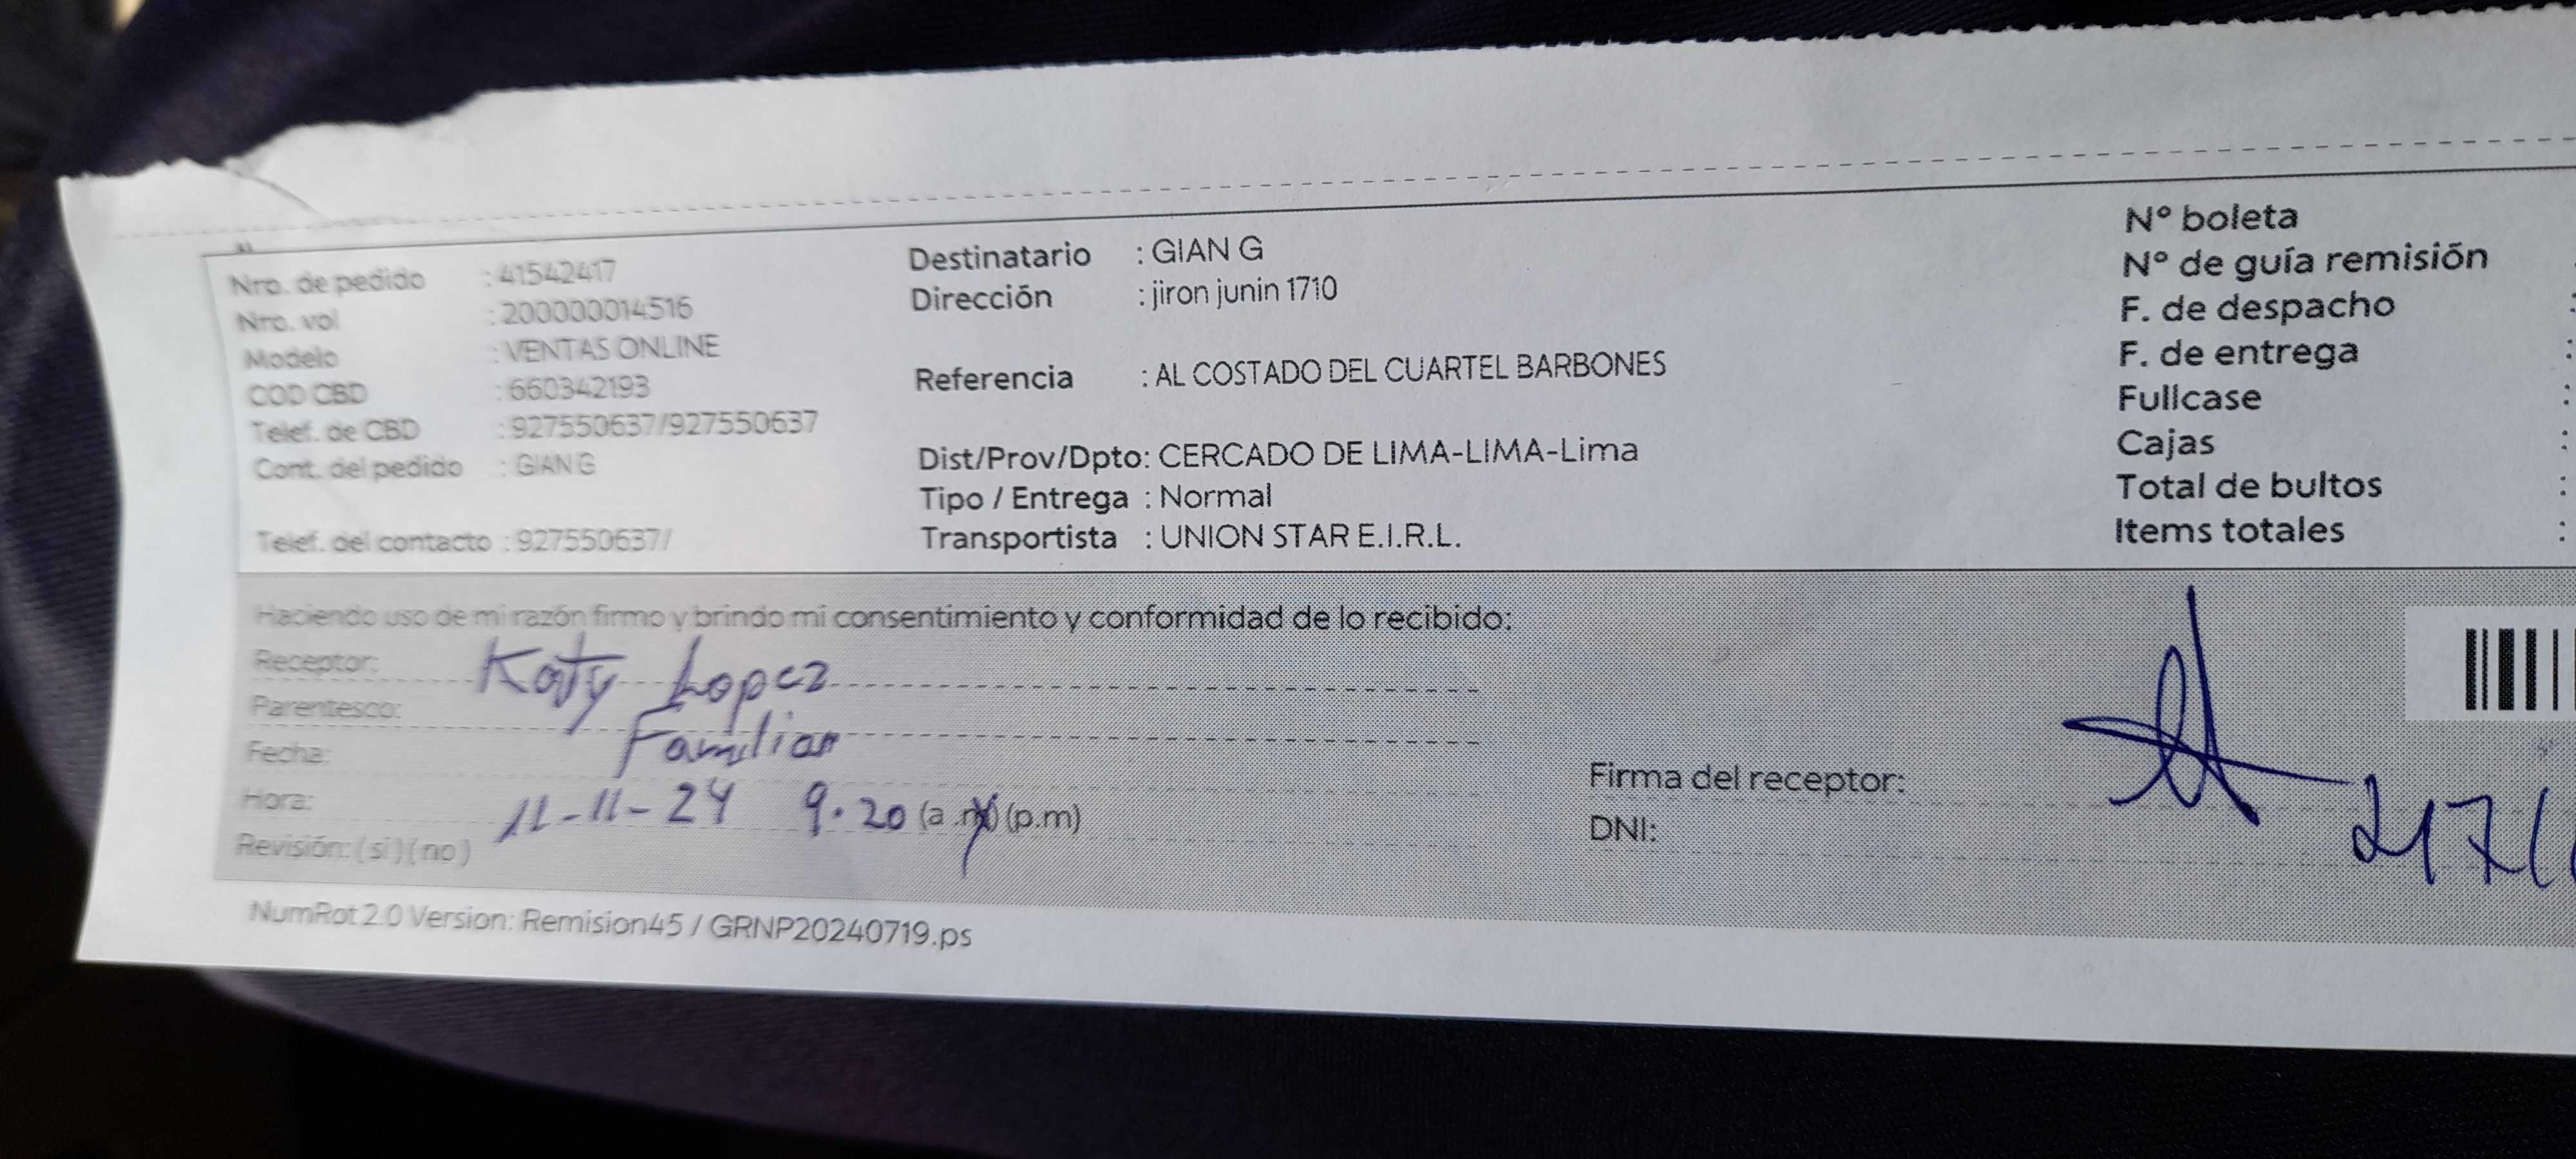 Nro. de pedido : 41542417
Nro. vol : 200000014516
Modelo : VENTAS ONLINE
COD CBD : 660342193
Telef. de CBD : 927550637/927550637
Cont. del pedido : GIAN G
Telef. del contacto : 927550637/
Destinatario : GIAN G
Dirección : jiron junin 1710
Referencia : AL COSTADO DEL CUARTEL BARBONES
Dist/Prov/Dpto: CERCADO DE LIMA-LIMA-Lima
Tipo / Entrega : Normal
Transportista : UNION STAR E.I.R.L.
N° boleta
N° de guía remisión :
F. de despacho :
F. de entrega :
Fullcase :
Cajas :
Total de bultos :
Items totales :
Haciendo uso de mi razón firmo y brindo mi consentimiento y conformidad de lo recibido:
Receptor: Katy Lopez
Parentesco: Familiar
Fecha:
Hora: 11-11-24 9.20 (a.m) (p.m)
Revisión: (si) (no)
Firma del receptor:
DNI: 217
NumRot 2.0 Version: Remision45 / GRNP20240719.ps